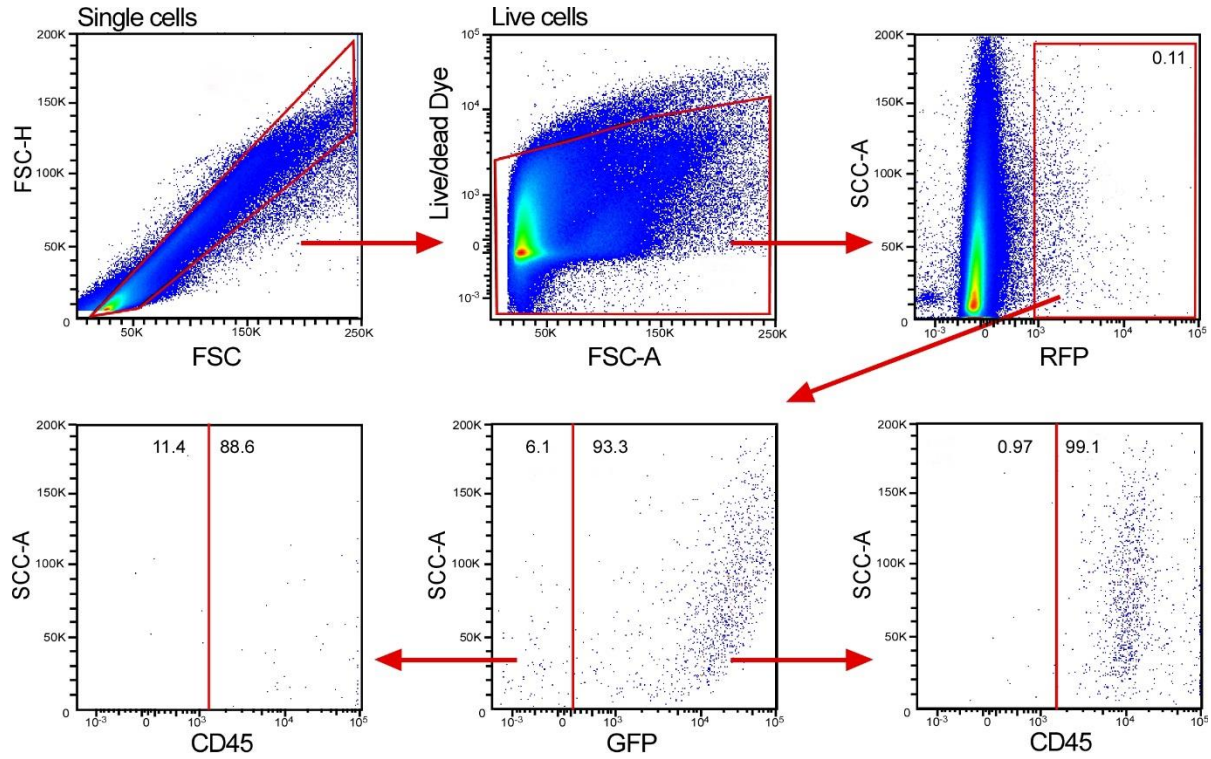 Single cells
200K
150K
100K
50K
0
50K
150K
250K
FSC-H
FSC
Live cells
10^5
10^4
10^3
0
10^-3
50K
150K
250K
Live/dead Dye
FSC-A
200K
150K
100K
50K
0
10^-3
0
10^3
10^4
10^5
0.11
SCC-A
RFP
200K
150K
100K
50K
0
10^-3
0
10^3
10^4
10^5
11.4
88.6
SCC-A
CD45
200K
150K
100K
50K
0
10^-3
0
10^3
10^4
10^5
6.1
93.3
SCC-A
GFP
200K
150K
100K
50K
0
10^-3
0
10^3
10^4
10^5
0.97
99.1
SCC-A
CD45